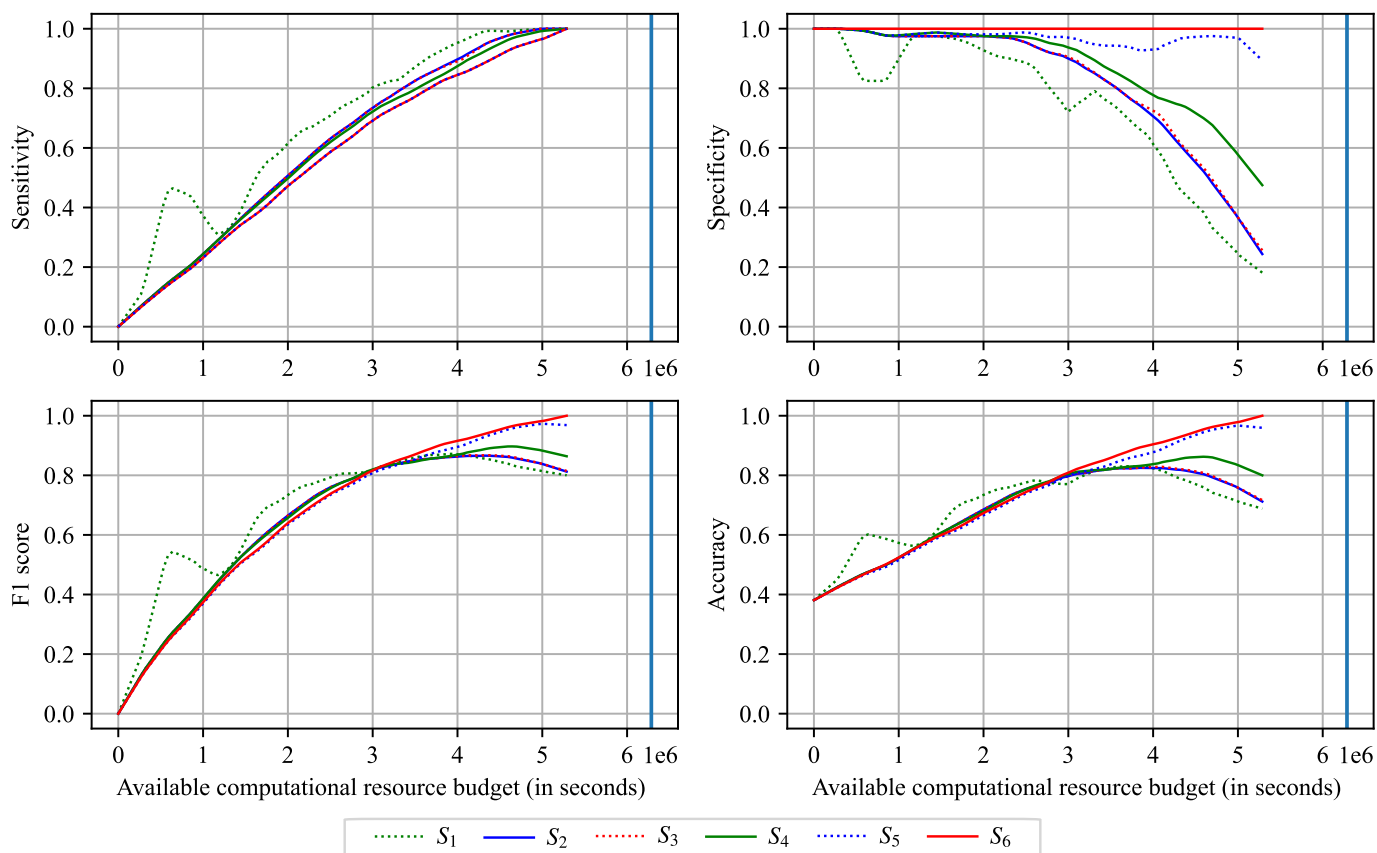 1.0 1.0
0.8 0.8
Sensitivity Specificity
0.6 0.6
0.4 0.4
0.2 0.2
0.0 0.0
0 1 2 3 4 5 6 1e6 0 1 2 3 4 5 6 1e6
1.0 1.0
0.8 0.8
F1 score Accuracy
0.6 0.6
0.4 0.4
0.2 0.2
0.0 0.0
0 1 2 3 4 5 6 1e6 0 1 2 3 4 5 6 1e6
Available computational resource budget (in seconds) Available computational resource budget (in seconds)
S1 S2 S3 S4 S5 S6